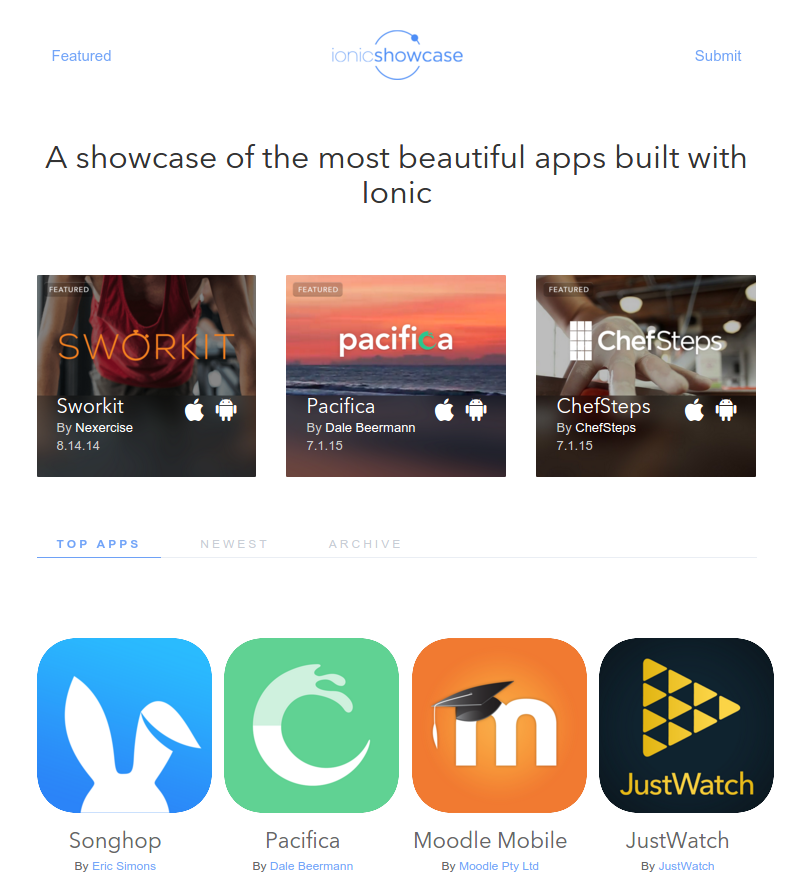 Featured
ionicshowcase
Submit
A showcase of the most beautiful apps built with
Ionic
FEATURED
SWORKIT
Sworkit
By Nexercise
8.14.14
FEATURED
pacifica
Pacifica
By Dale Beermann
7.1.15
FEATURED
ChefSteps
ChefSteps
By ChefSteps
7.1.15
TOP APPS NEWEST ARCHIVE
m
JustWatch
Songhop
By Eric Simons
Pacifica
By Dale Beermann
Moodle Mobile
By Moodle Pty Ltd
JustWatch
By JustWatch